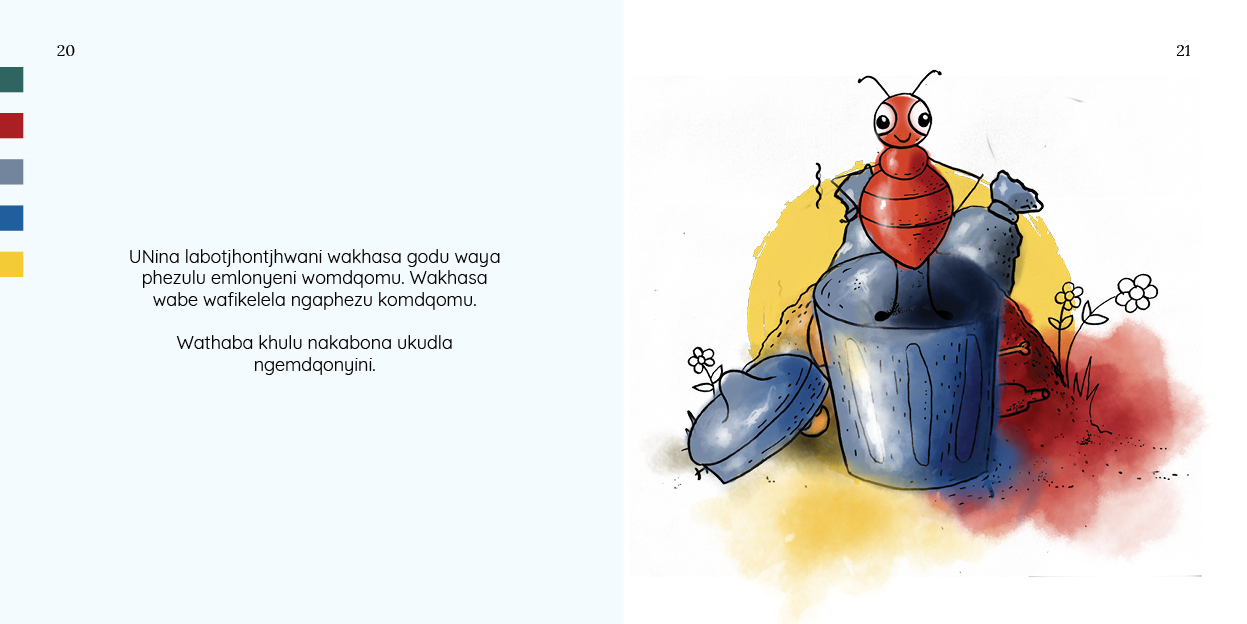 20
UNina labotjhontjhwani wakhasa godu waya
phezulu emlonyeni womdqomu. Wakhasa
wabe wafikelela ngaphezu komdqomu.
Wathaba khulu nakabona ukudla
ngemdqonyini.
21